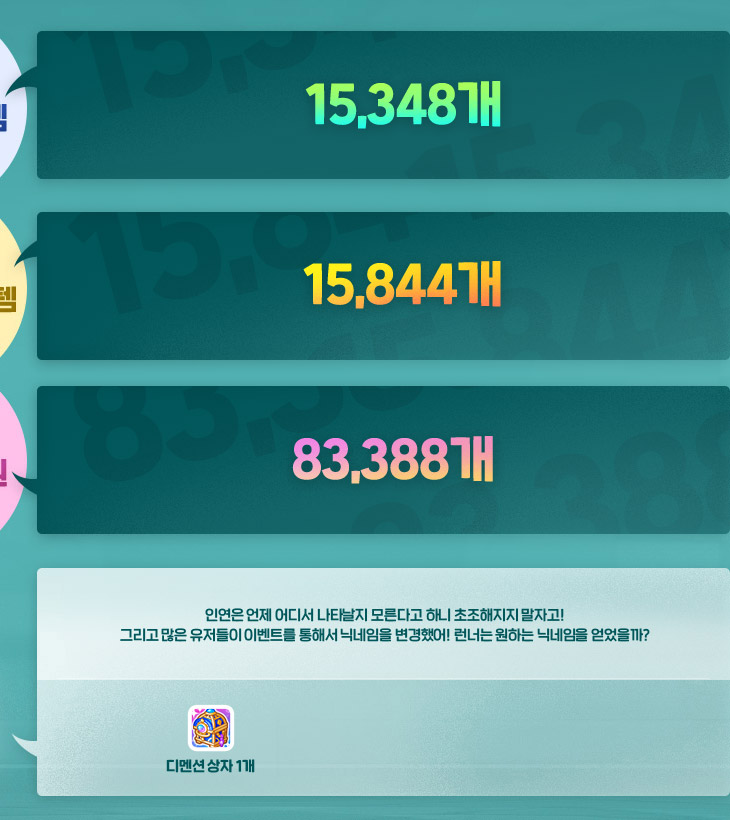 15,348개
15,844개
83,388개
인연은 언제 어디서 나타날지 모른다고 하니 초조해지지 말자고!
그리고 많은 유저들이 이벤트를 통해서 닉네임을 변경했어! 런너는 원하는 닉네임을 얻었을까?
디멘션 상자 1개